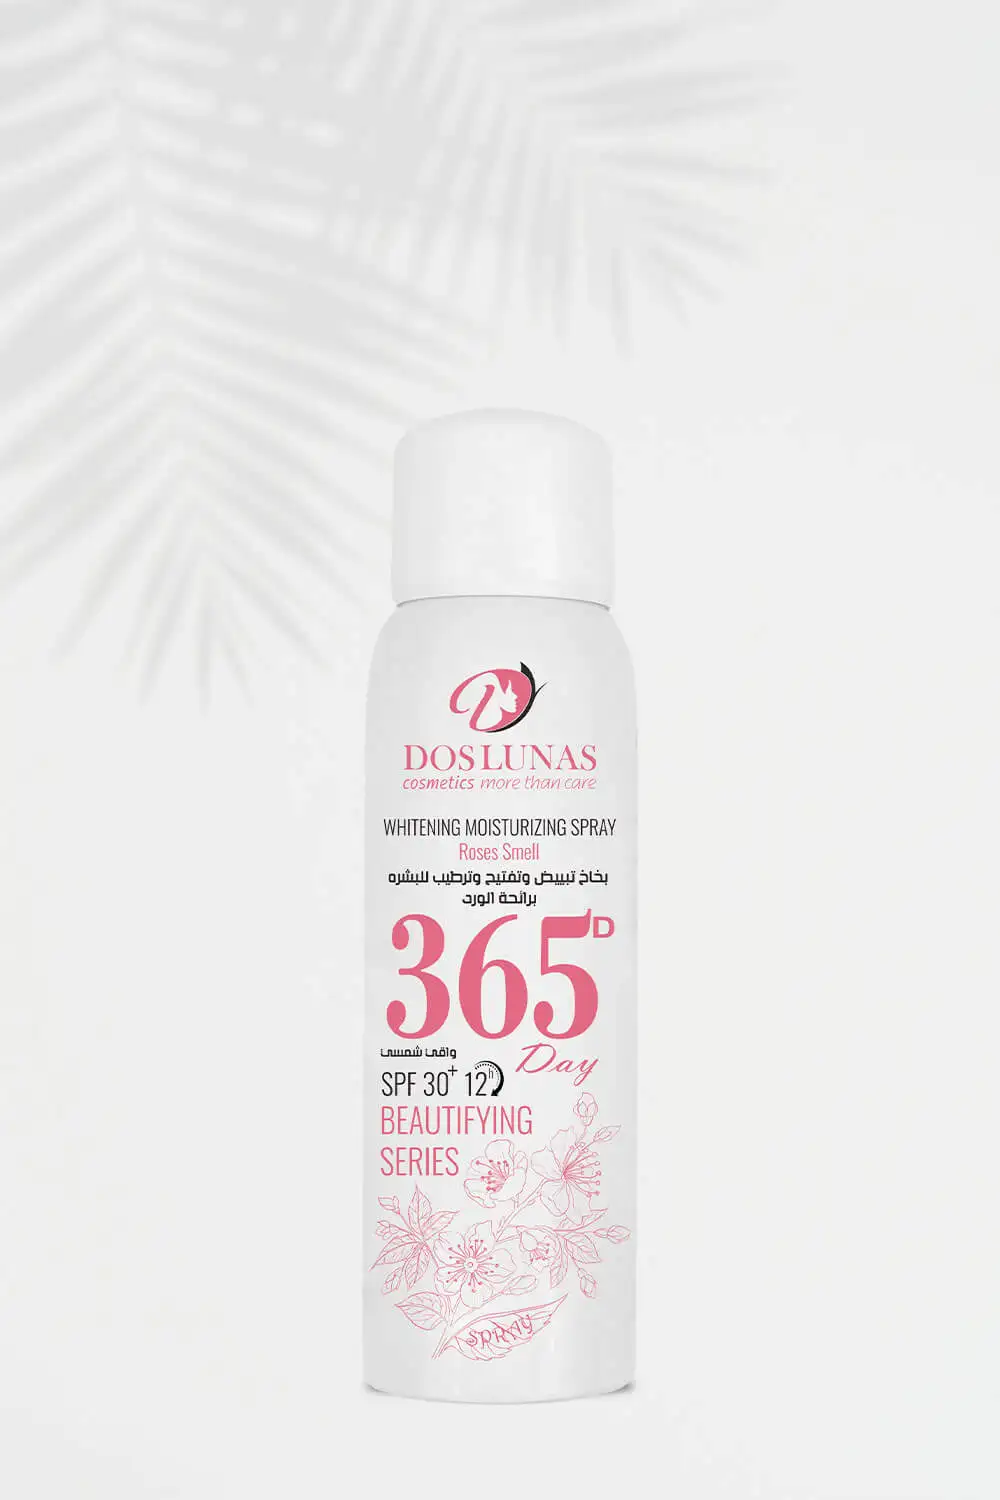 DOS LUNAS
cosmetics more than care
WHITENING MOISTURIZING SPRAY
Roses Smell
بخاخ تبييض وتفتيح وترطيب للبشره
برائحة الورد
365D
Day
واقي شمسي
SPF 30+ 12h
BEAUTIFYING
SERIES
SPRAY